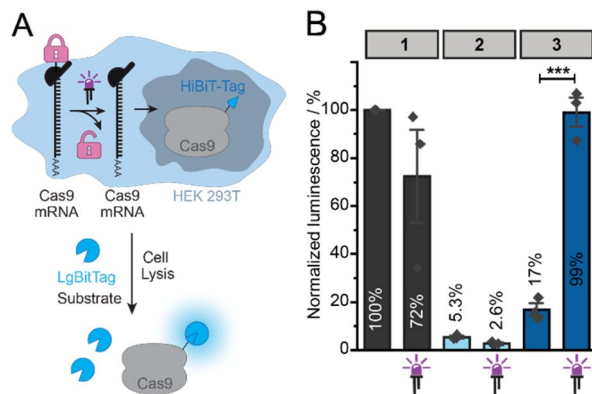 A
HiBiT-Tag
Cas9
Cas9 Cas9
mRNA mRNA
HEK 293T
LgBitTag
Substrate
Cell
Lysis
Cas9
B
1 2 3
***
Normalized luminescence / %
100
80
60
40
20
0
100%
72%
5.3%
2.6%
17%
99%